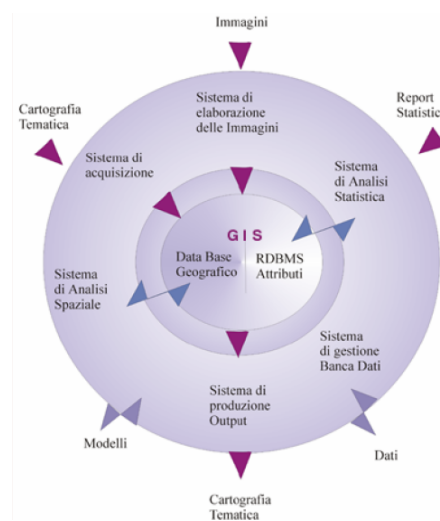 Immagini
Cartografia
Tematica
Report
Statistic
Sistema di
elaborazione
delle Immagini
Sistema di
acquisizione
Sistema
di Analisi
Statistica
GIS
Data Base
Geografico
RDBMS
Attributi
Sistema
di Analisi
Spaziale
Sistema
di gestione
Banca Dati
Sistema di
produzione
Output
Modelli
Dati
Cartografia
Tematica